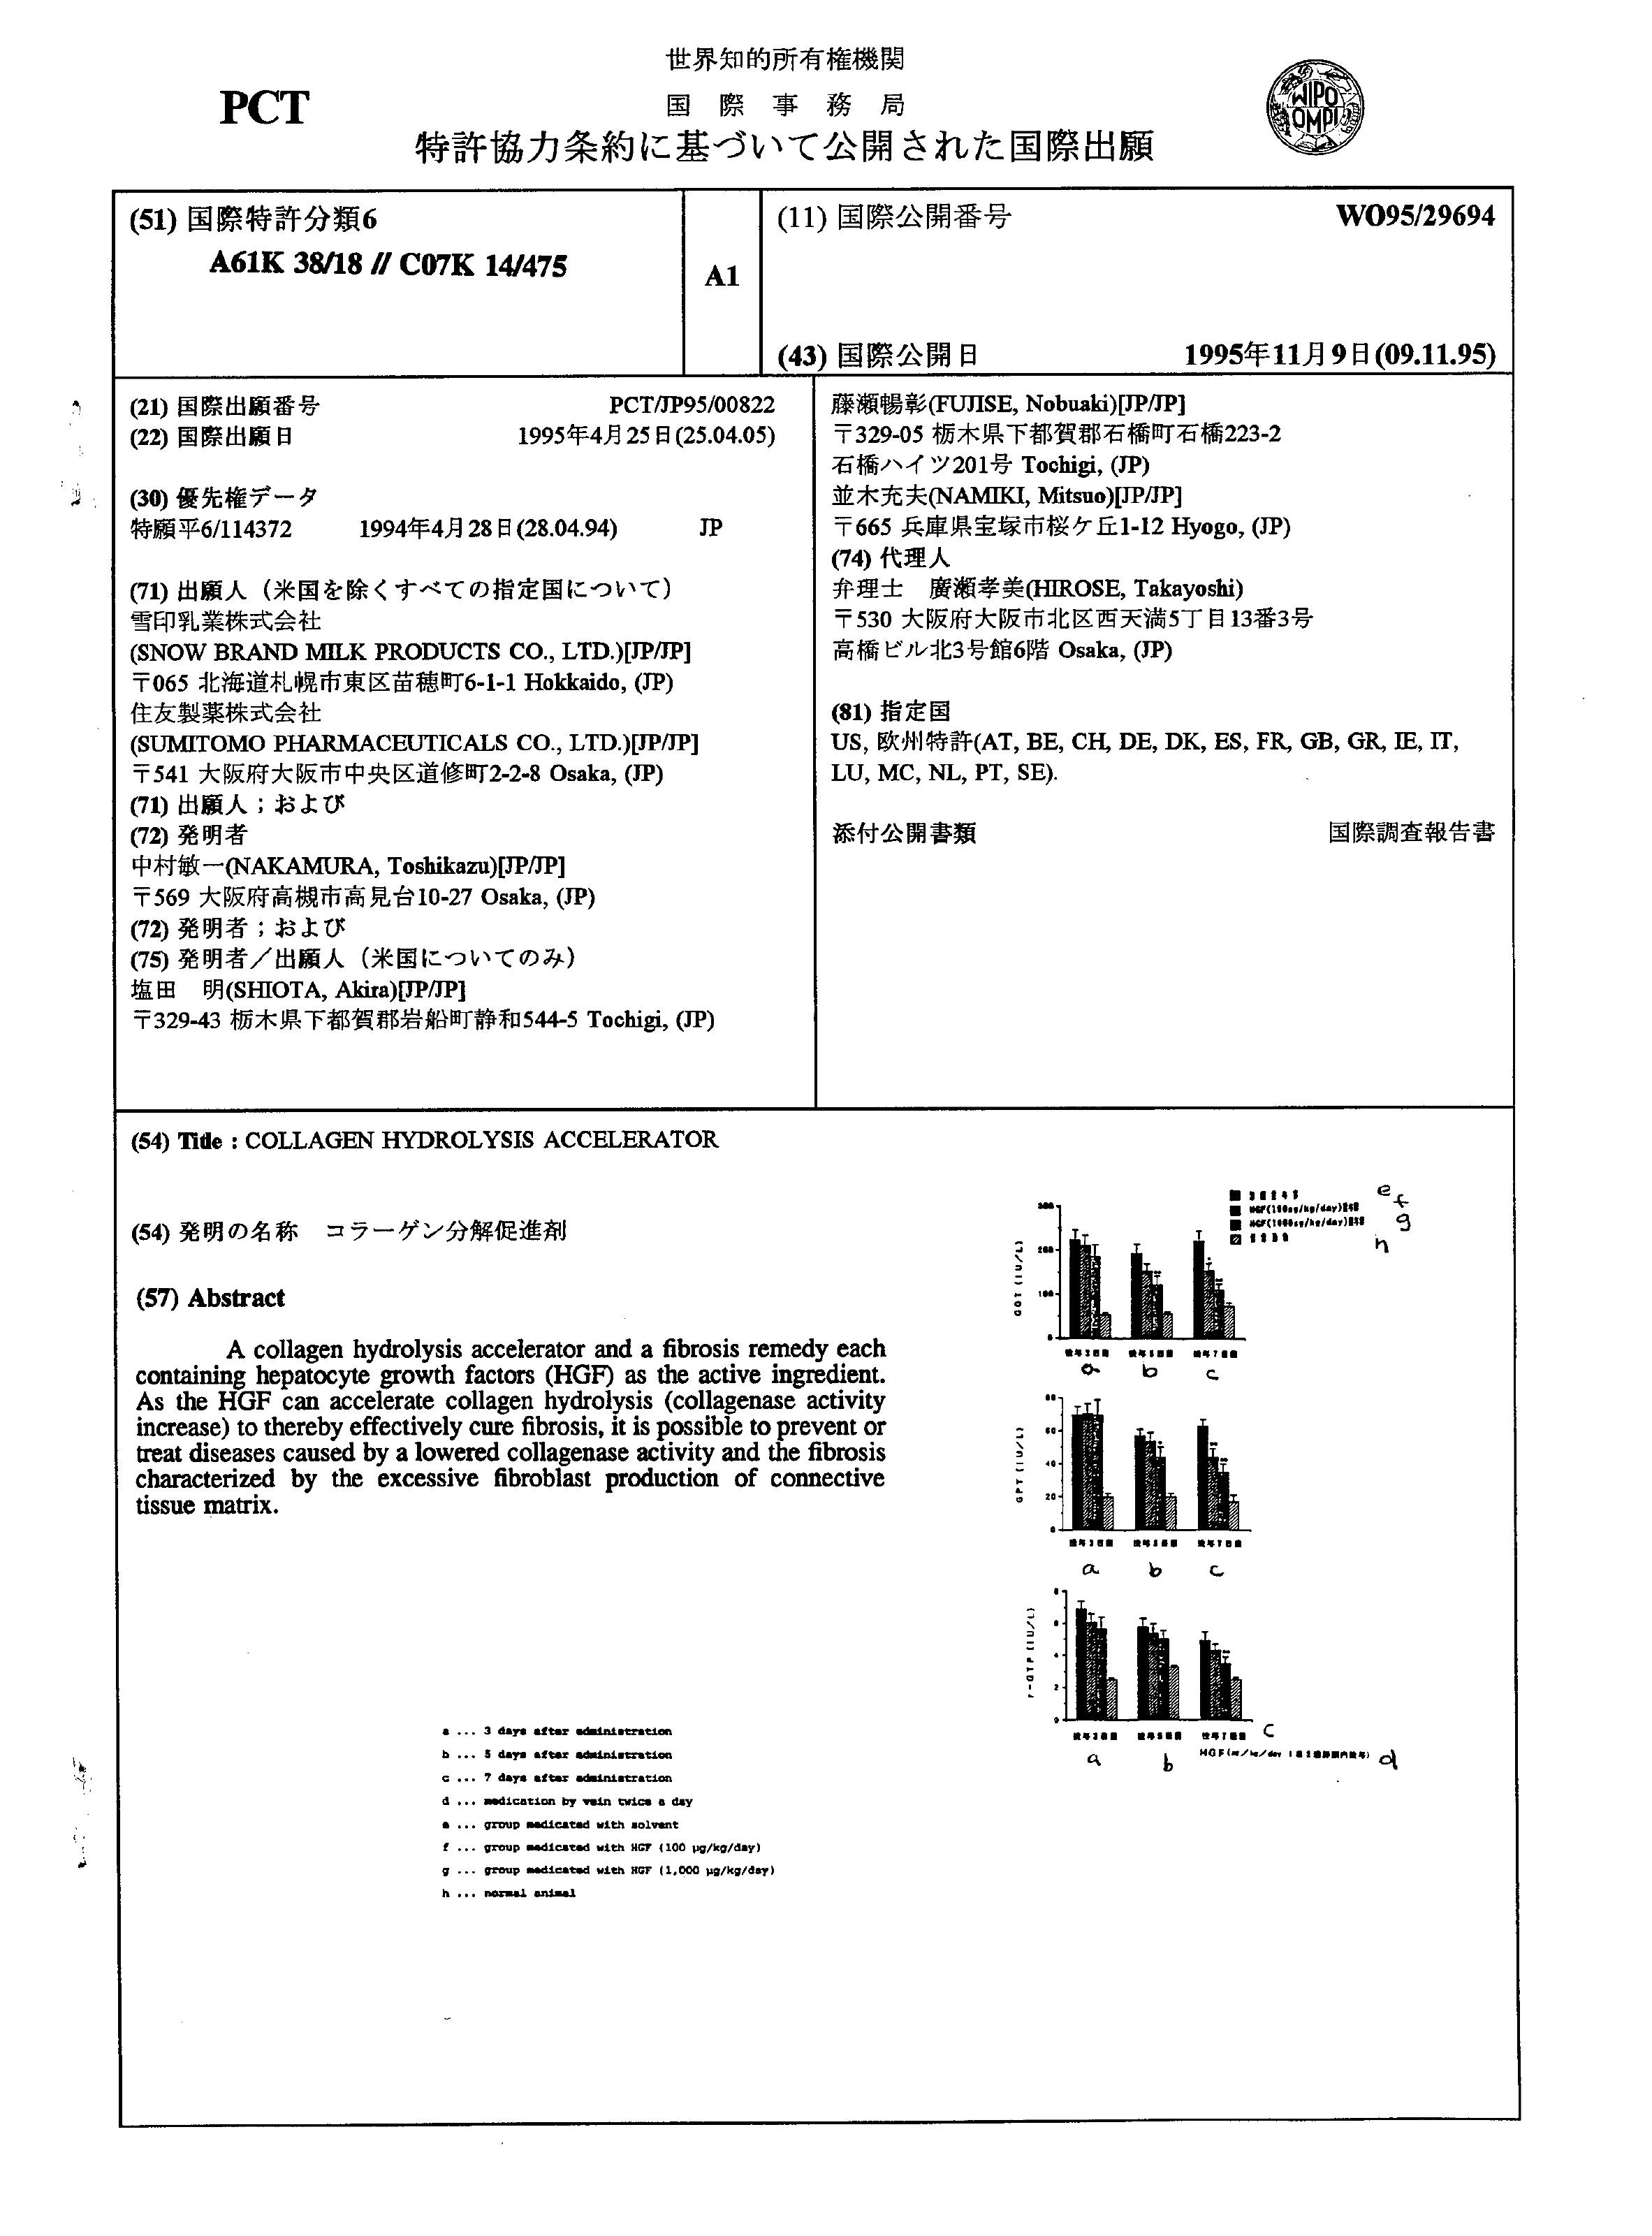 世界知的所有権機関
PCT
国際事務局
特許協力条約に基づいて公開された国際出願
WIPO
OMPI
(51) 国際特許分類6
A61K 38/18 // C07K 14/475
A1
(11) 国際公開番号 WO95/29694
(43) 国際公開日 1995年11月9日(09.11.95)
(21) 国際出願番号 PCT/JP95/00822
(22) 国際出願日 1995年4月25日(25.04.05)
(30) 優先権データ
特願平6/114372 1994年4月28日(28.04.94) JP
(71) 出願人（米国を除くすべての指定国について）
雪印乳業株式会社
(SNOW BRAND MILK PRODUCTS CO., LTD.)[JP/JP]
〒065 北海道札幌市東区苗穂町6-1-1 Hokkaido, (JP)
住友製薬株式会社
(SUMITOMO PHARMACEUTICALS CO., LTD.)[JP/JP]
〒541 大阪府大阪市中央区道修町2-2-8 Osaka, (JP)
(71) 出願人；および
(72) 発明者
中村敏一(NAKAMURA, Toshikazu)[JP/JP]
〒569 大阪府高槻市高見台10-27 Osaka, (JP)
(72) 発明者；および
(75) 発明者／出願人（米国についてのみ）
塩田 明(SHIOTA, Akira)[JP/JP]
〒329-43 栃木県下都賀郡岩船町静和544-5 Tochigi, (JP)
藤瀬暢彰(FUJISE, Nobuaki)[JP/JP]
〒329-05 栃木県下都賀郡石橋町石橋223-2
石橋ハイツ201号 Tochigi, (JP)
並木充夫(NAMIKI, Mitsuo)[JP/JP]
〒665 兵庫県宝塚市桜ケ丘1-12 Hyogo, (JP)
(74) 代理人
弁理士 廣瀬孝美(HIROSE, Takayoshi)
〒530 大阪府大阪市北区西天満5丁目13番3号
高橋ビル北3号館6階 Osaka, (JP)
(81) 指定国
US, 欧州特許(AT, BE, CH, DE, DK, ES, FR, GB, GR, IE, IT,
LU, MC, NL, PT, SE).
添付公開書類 国際調査報告書
(54) Title : COLLAGEN HYDROLYSIS ACCELERATOR
(54) 発明の名称 コラーゲン分解促進剤
(57) Abstract
A collagen hydrolysis accelerator and a fibrosis remedy each
containing hepatocyte growth factors (HGF) as the active ingredient.
As the HGF can accelerate collagen hydrolysis (collagenase activity
increase) to thereby effectively cure fibrosis, it is possible to prevent or
treat diseases caused by a lowered collagenase activity and the fibrosis
characterized by the excessive fibroblast production of connective
tissue matrix.
e
f
g
h
GOT (IU/L)
300
200
100
0
a b c
GPT (IU/L)
80
60
40
20
0
a b c
r-GTP (IU/L)
8
6
4
2
0
a b c
d
a ... 3 days after administration
b ... 5 days after administration
c ... 7 days after administration
d ... medication by vein twice a day
e ... group medicated with solvent
f ... group medicated with HGF (100 μg/kg/day)
g ... group medicated with HGF (1,000 μg/kg/day)
h ... normal animal